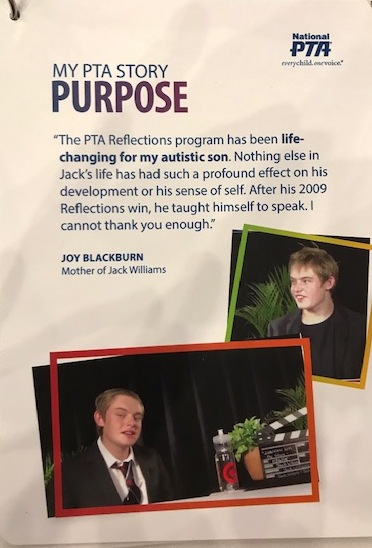 National
PTA
everychild.onevoice.®
MY PTA STORY
PURPOSE
“The PTA Reflections program has been life-
changing for my autistic son. Nothing else in
Jack’s life has had such a profound effect on his
development or his sense of self. After his 2009
Reflections win, he taught himself to speak. I
cannot thank you enough.”
JOY BLACKBURN
Mother of Jack Williams